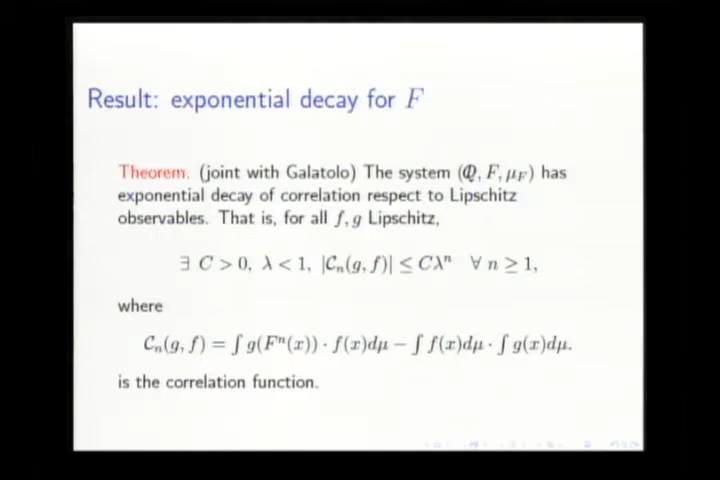 Result: exponential decay for F
Theorem. (joint with Galatolo) The system (Q, F, μ_F) has
exponential decay of correlation respect to Lipschitz
observables. That is, for all f, g Lipschitz,
∃ C > 0, λ < 1, |C_n(g, f)| ≤ Cλⁿ ∀ n ≥ 1,
where
C_n(g, f) = ∫ g(Fⁿ(x)) · f(x)dμ − ∫ f(x)dμ · ∫ g(x)dμ.
is the correlation function.